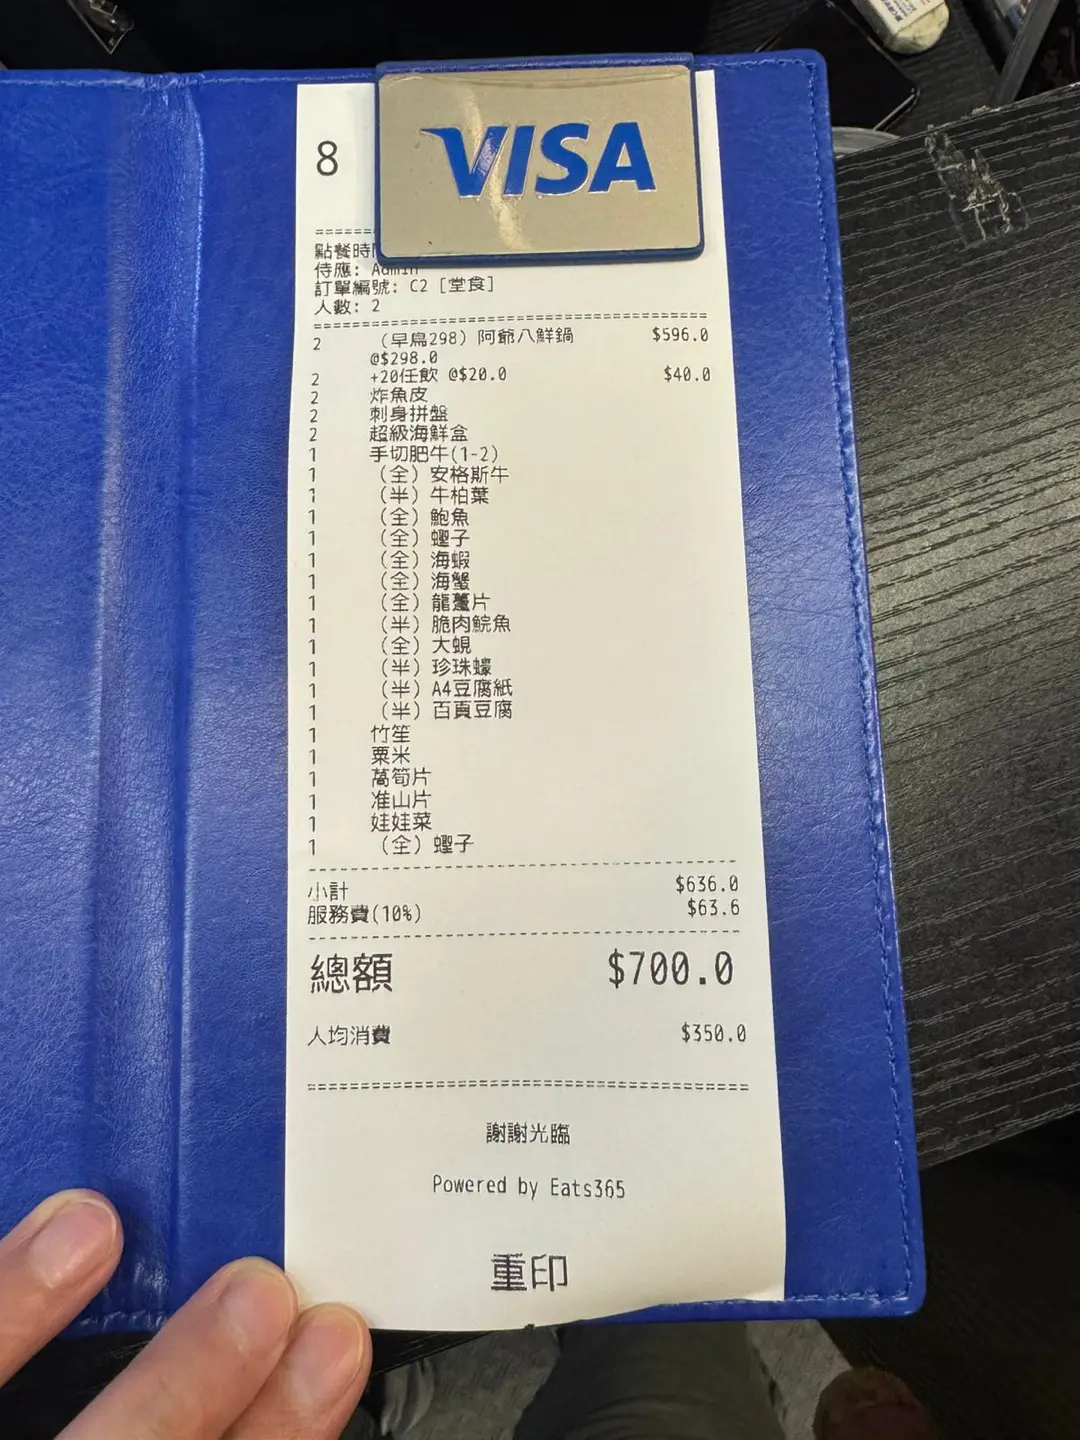 VISA
8
點餐時
侍應: Admin
訂單編號: C2 [堂食]
人數: 2
2 (早鳥298) 阿爺八鮮鍋 $596.0
@$298.0
2 +20任飲 @$20.0 $40.0
2 炸魚皮
2 刺身拼盤
2 超級海鮮盒
1 手切肥牛(1-2)
1 (全) 安格斯牛
1 (半) 牛柏葉
1 (全) 鮑魚
1 (全) 蟶子
1 (全) 海蝦
1 (全) 海蟹
1 (全) 龍躉片
1 (半) 脆肉鯇魚
1 (全) 大蜆
1 (半) 珍珠蠔
1 (半) A4豆腐紙
1 (半) 百頁豆腐
1 竹笙
1 粟米
1 萵筍片
1 准山片
1 娃娃菜
1 (全) 蟶子
小計 $636.0
服務費(10%) $63.6
總額 $700.0
人均消費 $350.0
謝謝光臨
Powered by Eats365
重印